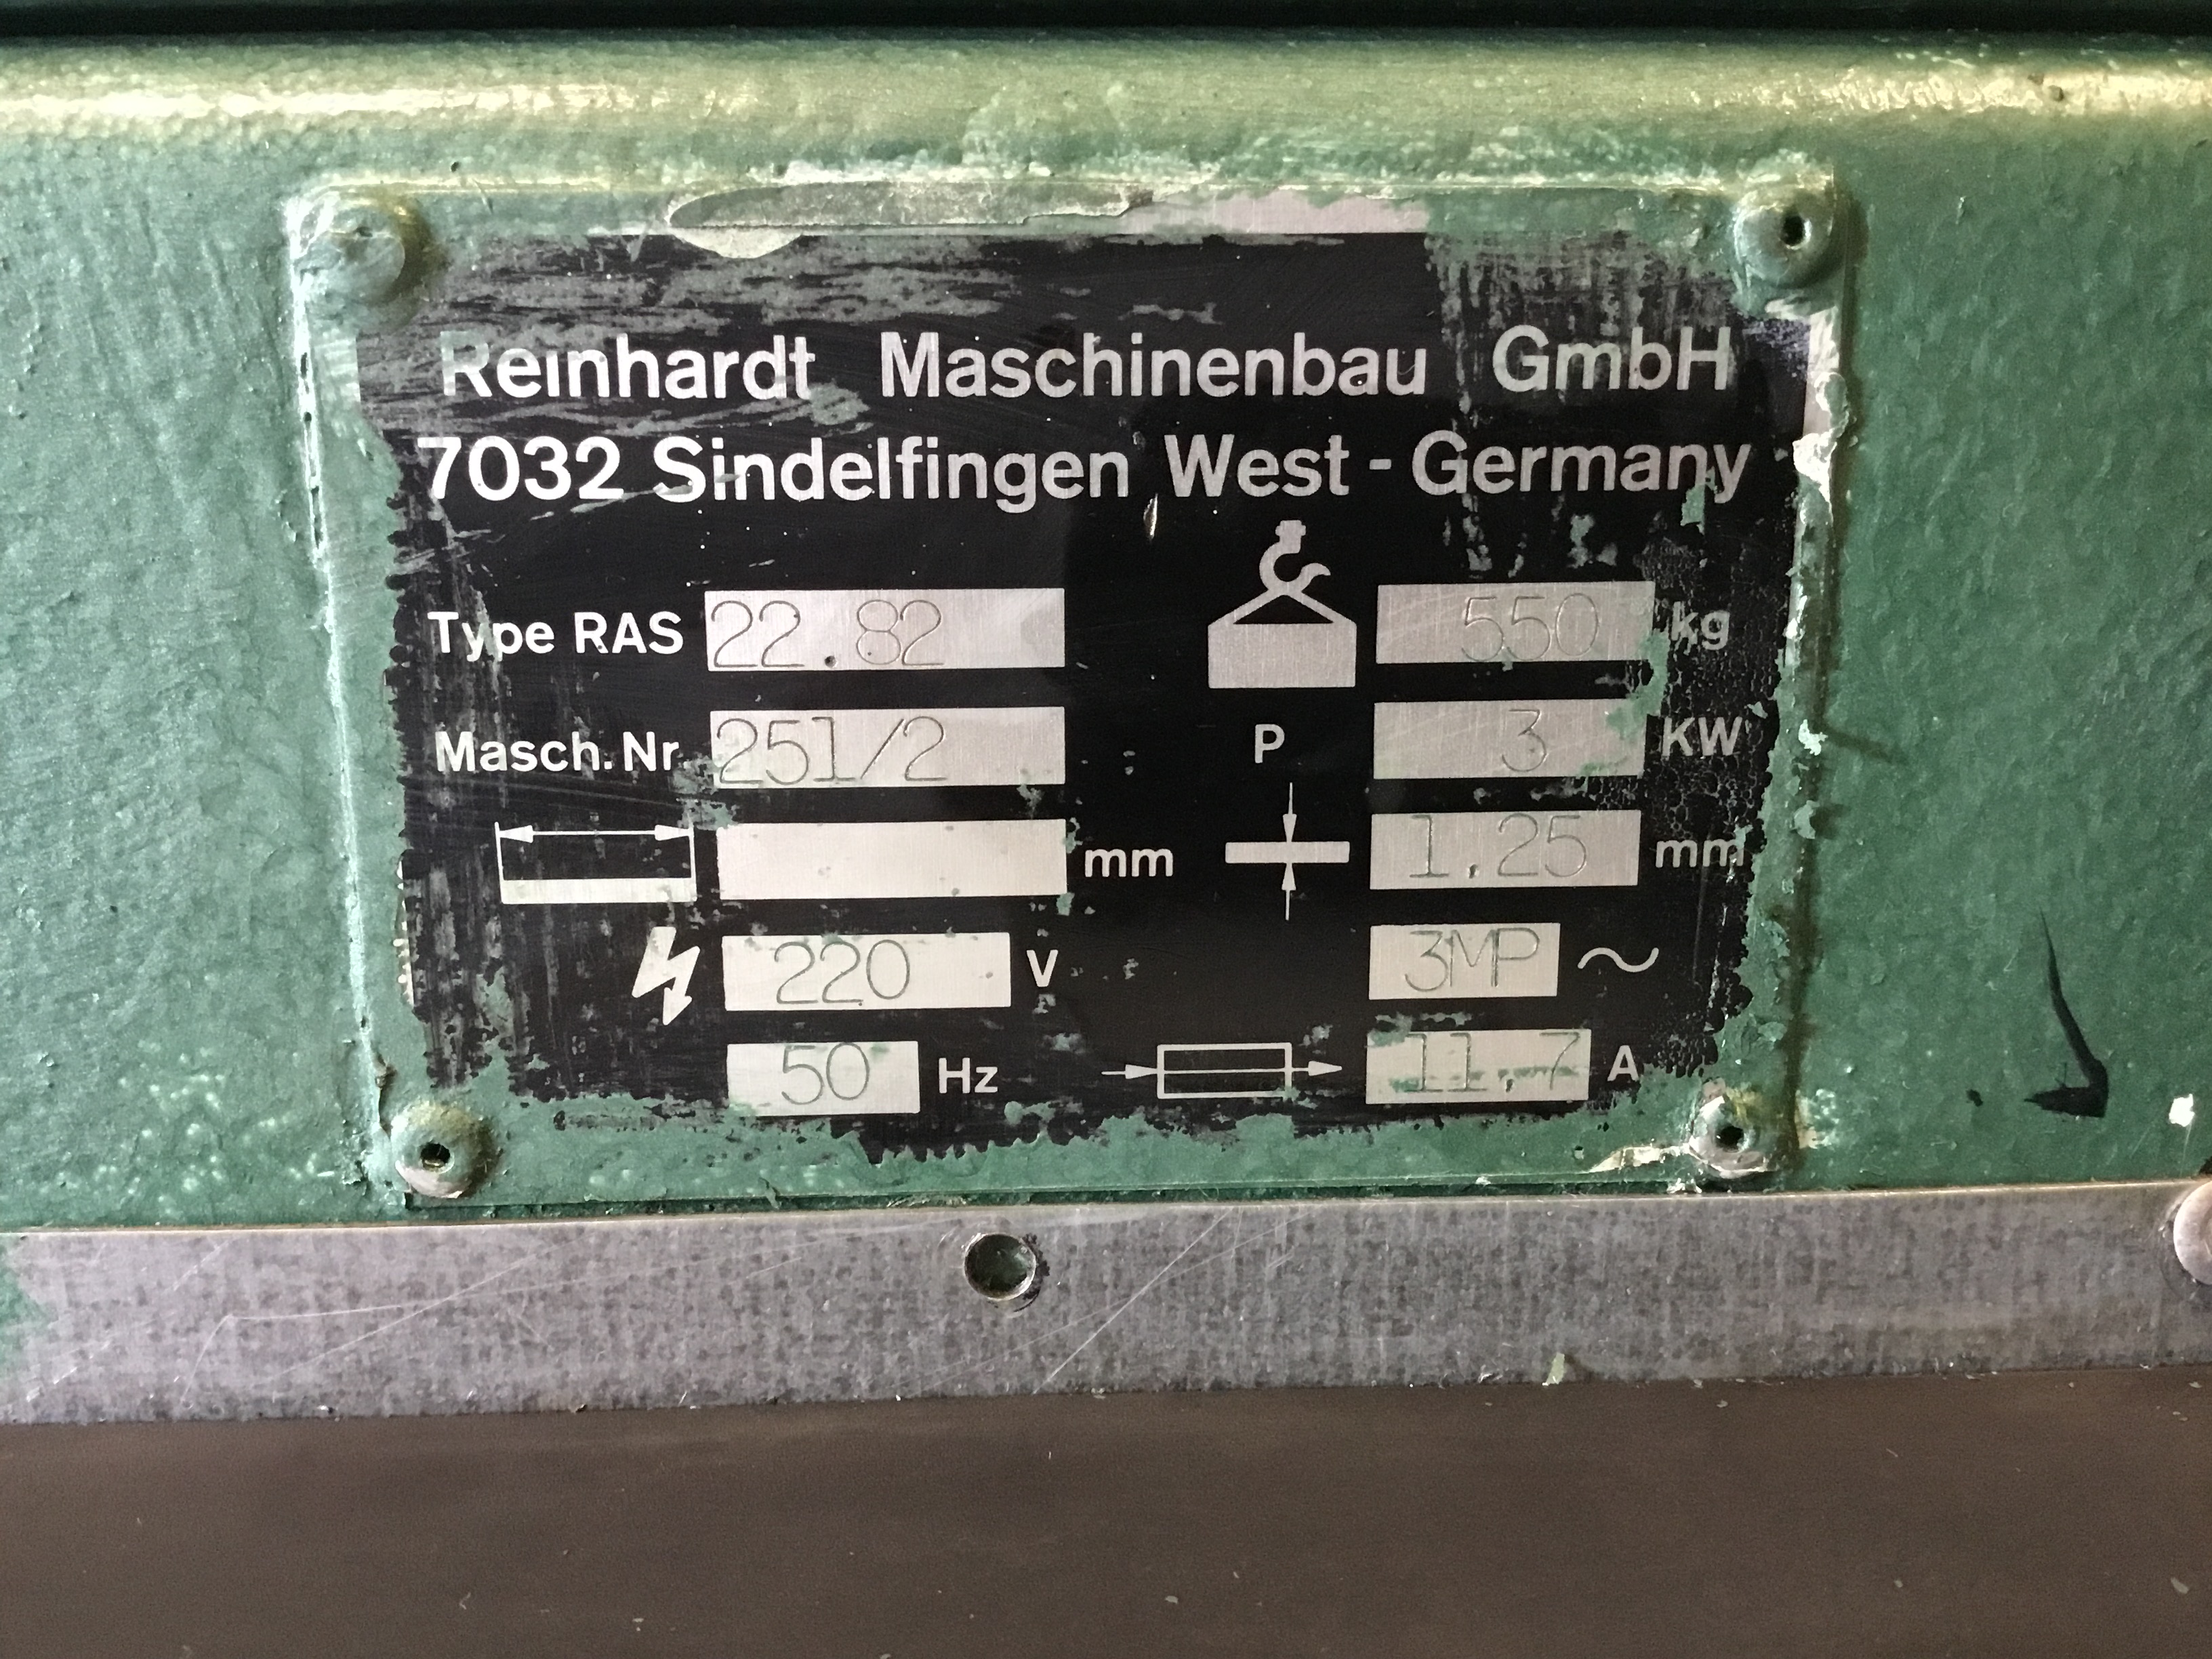 Reinhardt Maschinenbau GmbH
7032 Sindelfingen West-Germany
Type RAS 22.82 550 kg
Masch. Nr. 251/2 P 3 KW
mm 1.25 mm
220 V 3MP ~
50 Hz 11,7 A